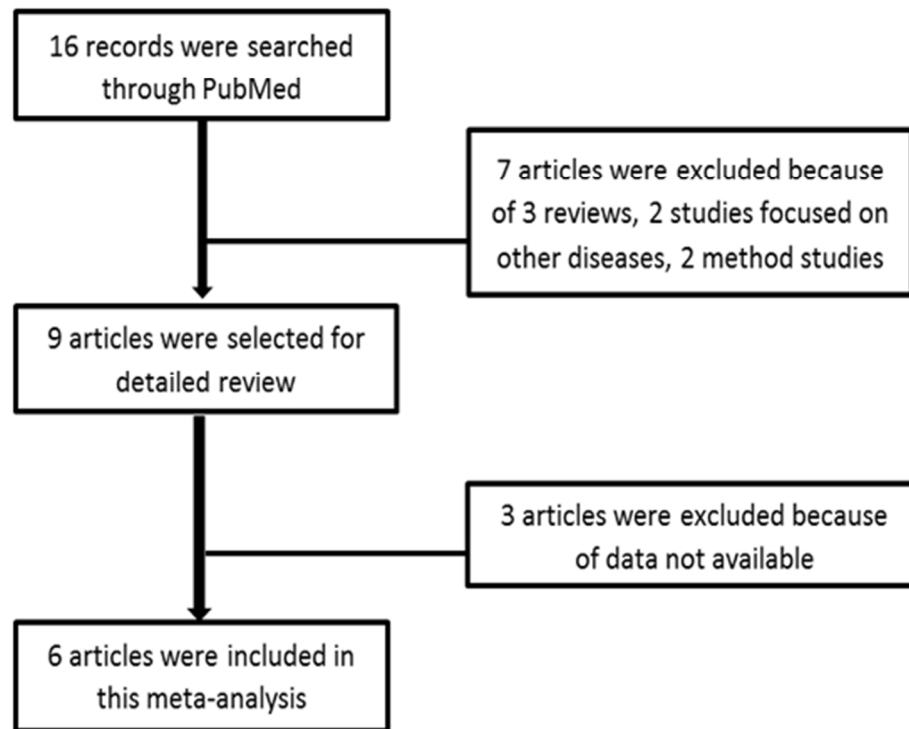 16 records were searched
through PubMed
7 articles were excluded because
of 3 reviews, 2 studies focused on
other diseases, 2 method studies
9 articles were selected for
detailed review
3 articles were excluded because
of data not available
6 articles were included in
this meta-analysis